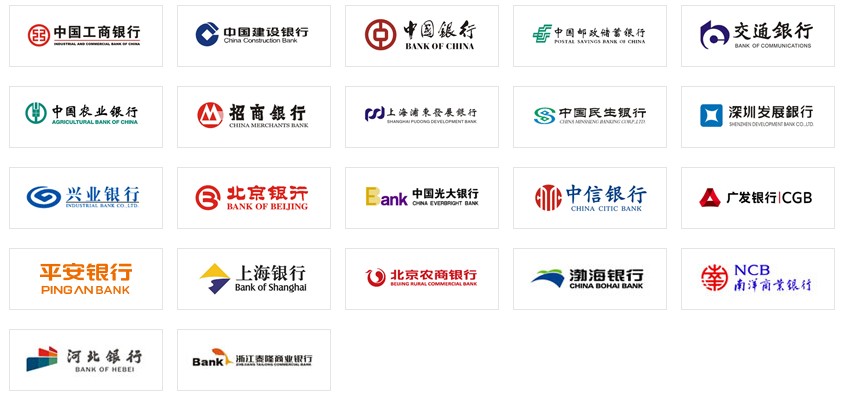 中国工商银行
INDUSTRIAL AND COMMERCIAL BANK OF CHINA
中国建设银行
China Construction Bank
中国銀行
BANK OF CHINA
中国邮政储蓄银行
POSTAL SAVINGS BANK OF CHINA
交通銀行
BANK OF COMMUNICATIONS
中国农业银行
AGRICULTURAL BANK OF CHINA
招商银行
CHINA MERCHANTS BANK
上海浦東發展銀行
SHANGHAI PUDONG DEVELOPMENT BANK
中国民生银行
CHINA MINSHENG BANKING CORP.,LTD.
深圳发展銀行
SHENZHEN DEVELOPMENT BANK CO., LTD.
兴业银行
INDUSTRIAL BANK CO.,LTD.
北京银行
BANK OF BEIJING
Bank
中国光大银行
CHINA EVERBRIGHT BANK
中信银行
CHINA CITIC BANK
广发银行|CGB
平安银行
PING AN BANK
上海银行
Bank of Shanghai
北京农商银行
BEIJING RURAL COMMERCIAL BANK
渤海银行
CHINA BOHAI BANK
NCB
南洋商業銀行
河北银行
BANK OF HEBEI
Bank
浙江泰隆商业银行
ZHEJIANG TAILONG COMMERCIAL BANK